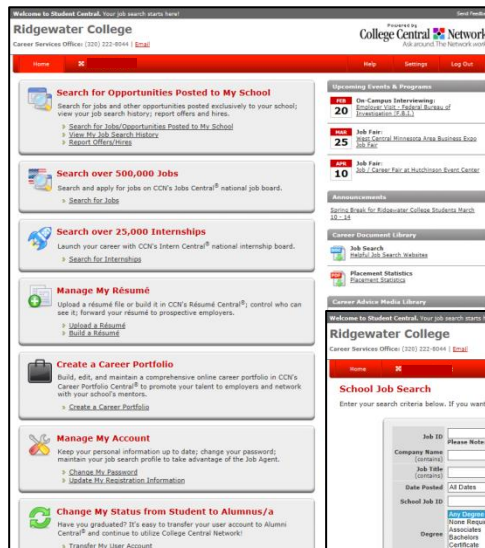 Welcome to Student Central. Your job search starts here!
Send Feedba
Ridgewater College
Career Services Office: (320) 222-8044 | Email
Powered by
College Central Network
Ask around The Network work
Home
Help
Settings
Log Out
Search for Opportunities Posted to My School
Search for jobs and other opportunities posted exclusively to your school;
view your job search history; report offers and hires.
Search for Jobs/Opportunities Posted to My School
View My Job Search History
Report Offers/Hires
Search over 500,000 Jobs
Search and apply for jobs on CCN's Jobs Central® national job board.
Search for Jobs
Search over 25,000 Internships
Launch your career with CCN's Intern Central® national internship board.
Search for Internships
Manage My Résumé
Upload a résumé file or build it in CCN's Résumé Central®; control who can
see it; forward your résumé to prospective employers.
Upload a Résumé
Build a Résumé
Create a Career Portfolio
Build, edit, and maintain a comprehensive online career portfolio in CCN's
Career Portfolio Central® to promote your talent to employers and network
with your school's mentors.
Create a Career Portfolio
Manage My Account
Keep your personal information up to date; change your password;
maintain your job search profile to take advantage of the Job Agent.
Change My Password
Update My Registration Information
Change My Status from Student to Alumnus/a
Have you graduated? It's easy to transfer your user account to Alumni
Central® and continue to utilize College Central Network!
Transfer My User Account
Upcoming Events & Programs
FEB
20
On-Campus Interviewing:
Employer Visit - Federal Bureau of
Investigation (F.B.I.)
MAR
25
Job Fair:
West Central Minnesota Area Business Expo
Job Fair
APR
10
Job Fair:
Job / Career Fair at Hutchinson Event Center
Announcements
Spring Break for Ridgewater College Students March
10 - 14
Career Document Library
Job Search
Helpful Job Search Websites
Placement Statistics
Placement Statistics
Career Advice Media Library
Welcome to Student Central. Your job search starts h
Ridgewater College
Career Services Office: (320) 222-8044 | Email
Home
School Job Search
Enter your search criteria below. If you want
Job ID
Please Note
Company Name
(contains)
Job Title
(contains)
Date Posted
All Dates
School Job ID
Degree
Any Degree
None Requi
Associates
Bachelors
Certificate